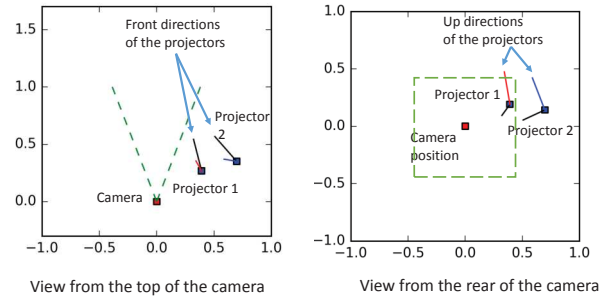 Front directions
of the projectors
Projector
2
Projector 1
Camera
1.5
1.0
0.5
0.0
−1.0 −0.5 0.0 0.5 1.0
View from the top of the camera
Up directions
of the projectors
Projector 1
Projector 2
Camera
position
1.0
0.5
0.0
−0.5
−1.0
−1.0 −0.5 0.0 0.5 1.0
View from the rear of the camera